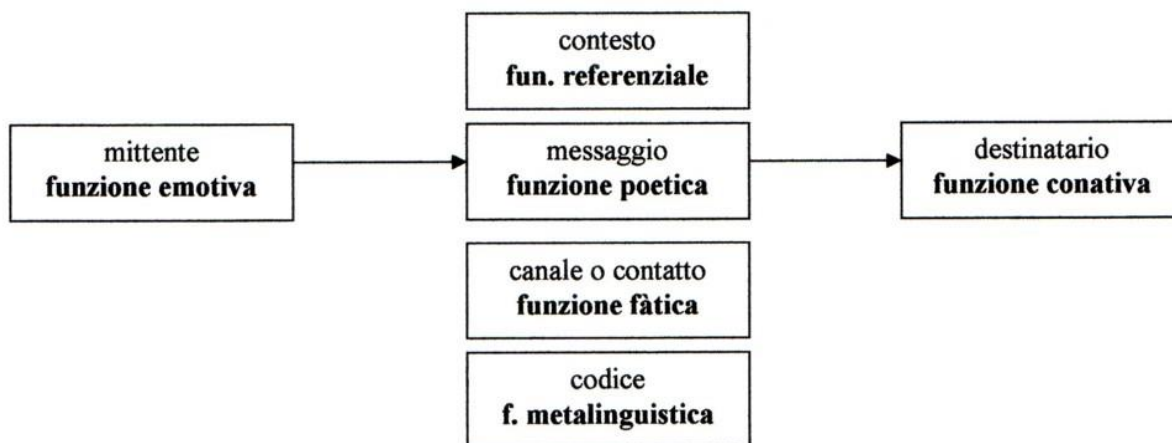 contesto
fun. referenziale
mittente
funzione emotiva
messaggio
funzione poetica
destinatario
funzione conativa
canale o contatto
funzione fàtica
codice
f. metalinguistica